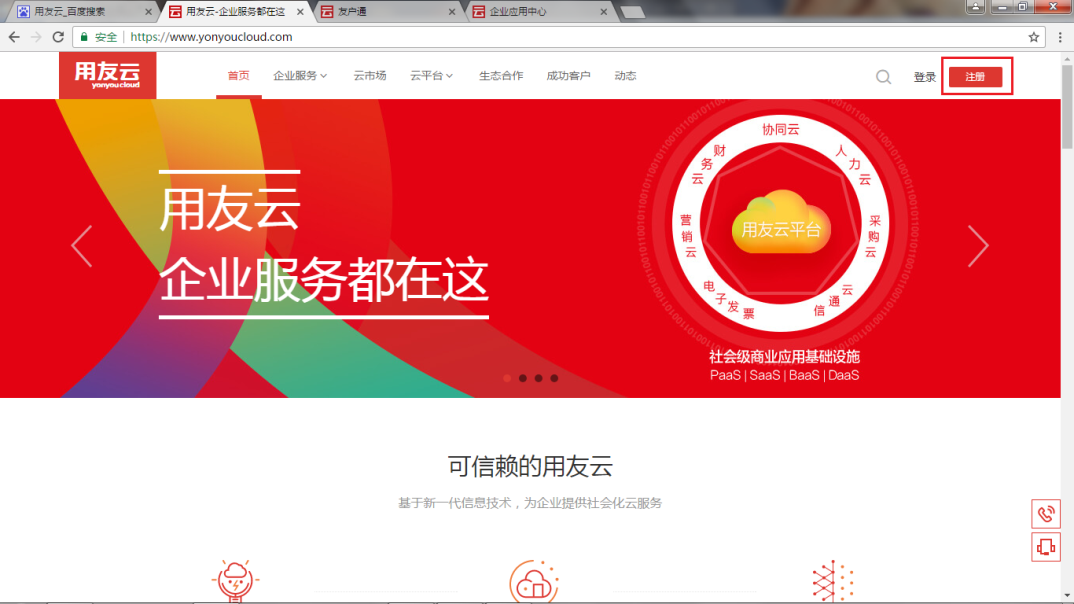 用友云_百度搜索
用友云-企业服务都在这
友户通
企业应用中心
安全 https://www.yonyoucloud.com
用友云
yonyoucloud
首页 企业服务 云市场 云平台 生态合作 成功客户 动态 登录 注册
用友云
企业服务都在这
协同云
财务云
人力云
营销云
用友云平台
采购云
电子发票
通信云
社会级商业应用基础设施
PaaS | SaaS | BaaS | DaaS
可信赖的用友云
基于新一代信息技术，为企业提供社会化云服务